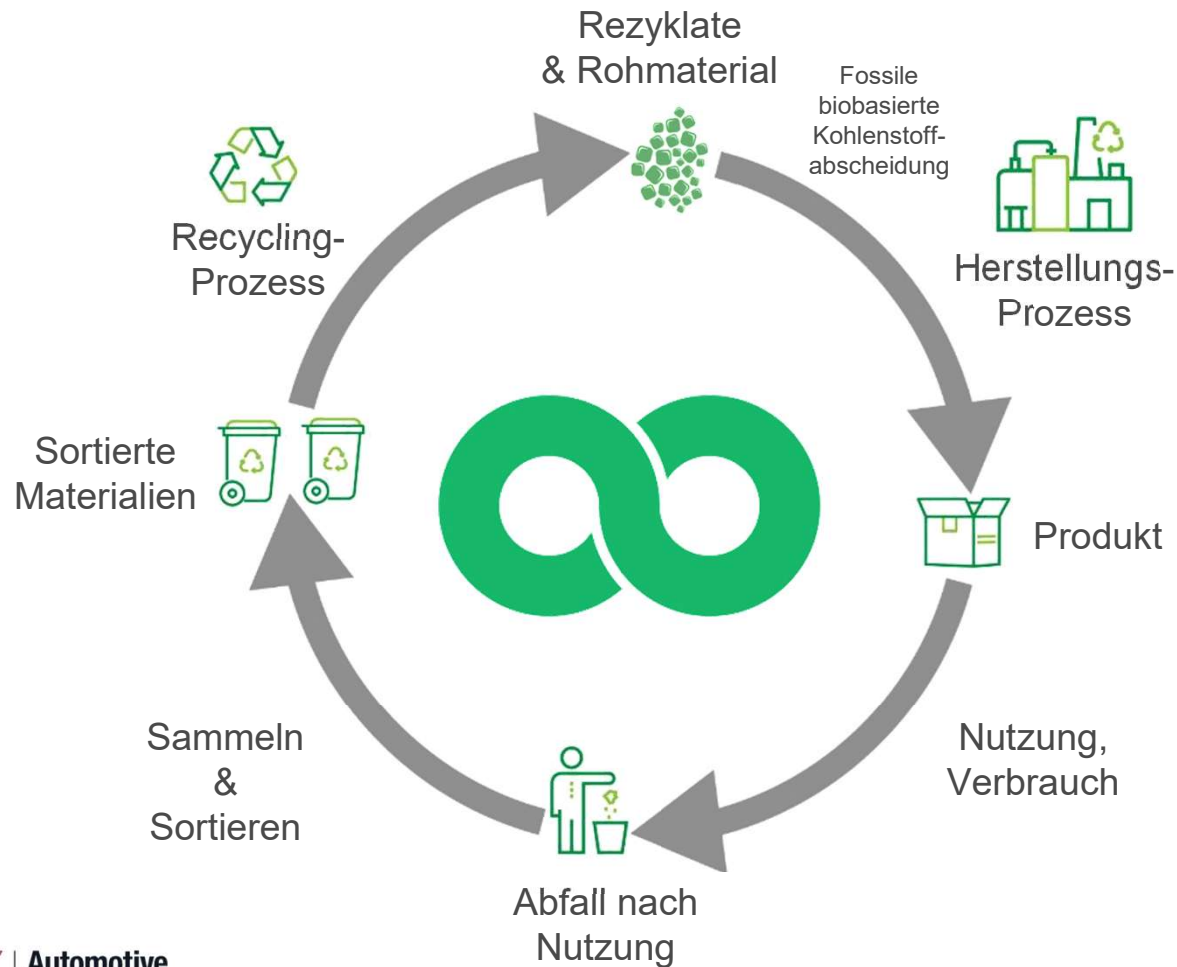 Rezyklate
& Rohmaterial
Fossile
biobasierte
Kohlenstoff-
abscheidung
Herstellungs-
Prozess
Produkt
Nutzung,
Verbrauch
Abfall nach
Nutzung
Sammeln
&
Sortieren
Sortierte
Materialien
Recycling-
Prozess
| Automotive